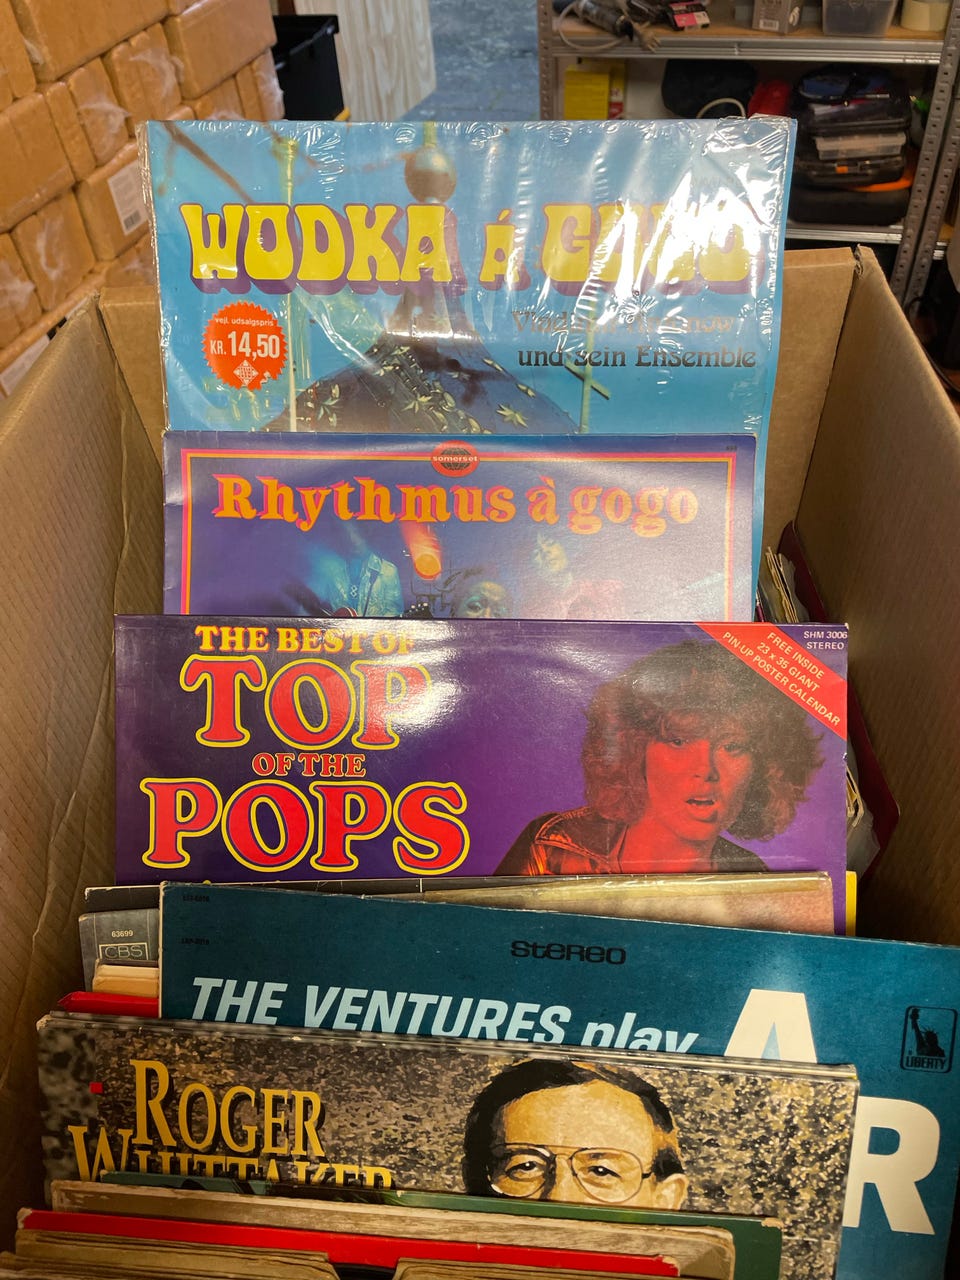 WODKA á GOGO
vejl. udsalgspris
KR. 14,50
und sein Ensemble
somerset
Rhythmus à gogo
THE BEST OF
TOP
OF THE
POPS
FREE INSIDE
23 x 35 GIANT
PIN UP POSTER CALENDAR
SHM 3006
STEREO
63699
CBS
STEREO
THE VENTURES play
A
LIBERTY
R
ROGER
WHITTAKER